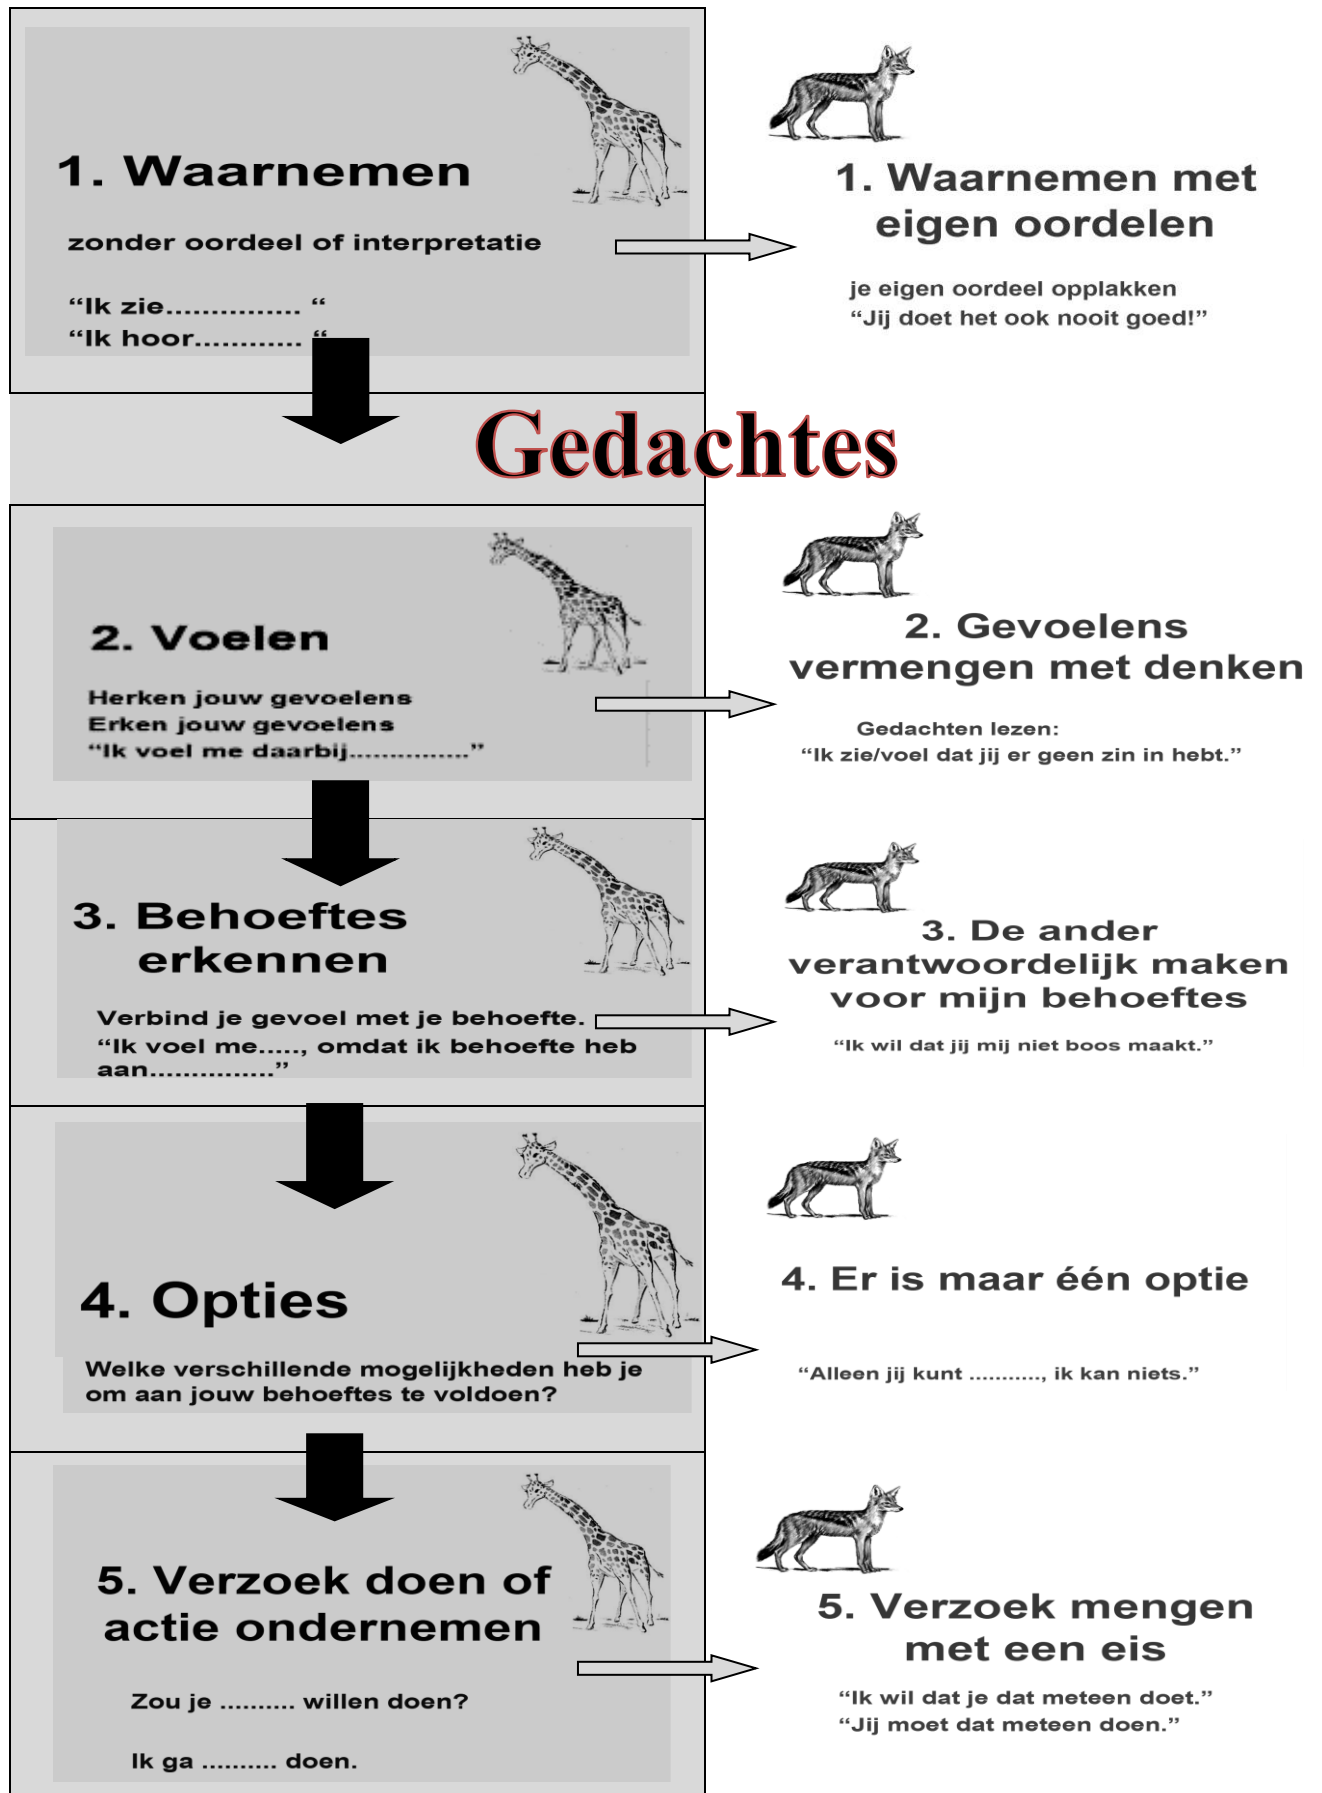 1. Waarnemen
zonder oordeel of interpretatie
“Ik zie............... “
“Ik hoor............ “
1. Waarnemen met
eigen oordelen
je eigen oordeel opplakken
“Jij doet het ook nooit goed!”
Gedachtes
2. Voelen
Herken jouw gevoelens
Erken jouw gevoelens
“Ik voel me daarbij...............”
2. Gevoelens
vermengen met denken
Gedachten lezen:
“Ik zie/voel dat jij er geen zin in hebt.”
3. Behoeftes
erkennen
Verbind je gevoel met je behoefte.
“Ik voel me....., omdat ik behoefte heb
aan...............”
3. De ander
verantwoordelijk maken
voor mijn behoeftes
“Ik wil dat jij mij niet boos maakt.”
4. Opties
Welke verschillende mogelijkheden heb je
om aan jouw behoeftes te voldoen?
4. Er is maar één optie
“Alleen jij kunt ..........., ik kan niets.”
5. Verzoek doen of
actie ondernemen
Zou je .......... willen doen?
Ik ga .......... doen.
5. Verzoek mengen
met een eis
“Ik wil dat je dat meteen doet.”
“Jij moet dat meteen doen.”